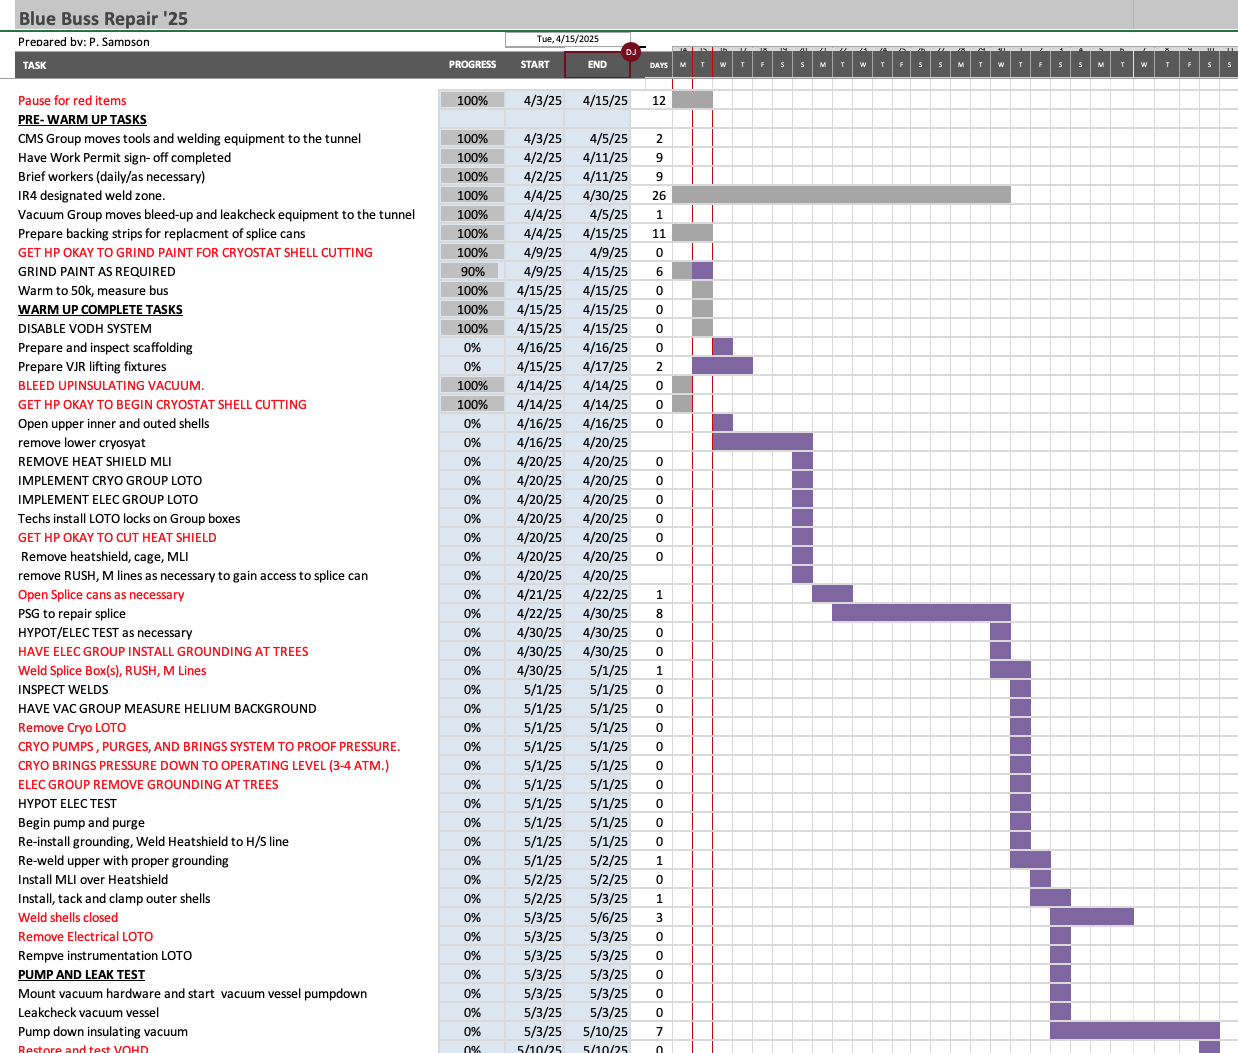 Blue Buss Repair '25
Prepared by: P. Sampson
Tue, 4/15/2025
DJ
TASK PROGRESS START END DAYS M T W T F S S M T W T F S S M T W T F S S M T W T F S S
Pause for red items 100% 4/3/25 4/15/25 12
PRE- WARM UP TASKS
CMS Group moves tools and welding equipment to the tunnel 100% 4/3/25 4/5/25 2
Have Work Permit sign- off completed 100% 4/2/25 4/11/25 9
Brief workers (daily/as necessary) 100% 4/2/25 4/11/25 9
IR4 designated weld zone. 100% 4/4/25 4/30/25 26
Vacuum Group moves bleed-up and leakcheck equipment to the tunnel 100% 4/4/25 4/5/25 1
Prepare backing strips for replacment of splice cans 100% 4/4/25 4/15/25 11
GET HP OKAY TO GRIND PAINT FOR CRYOSTAT SHELL CUTTING 100% 4/9/25 4/9/25 0
GRIND PAINT AS REQUIRED 90% 4/9/25 4/15/25 6
Warm to 50k, measure bus 100% 4/15/25 4/15/25 0
WARM UP COMPLETE TASKS 100% 4/15/25 4/15/25 0
DISABLE VODH SYSTEM 100% 4/15/25 4/15/25 0
Prepare and inspect scaffolding 0% 4/16/25 4/16/25 0
Prepare VJR lifting fixtures 0% 4/15/25 4/17/25 2
BLEED UPINSULATING VACUUM. 100% 4/14/25 4/14/25 0
GET HP OKAY TO BEGIN CRYOSTAT SHELL CUTTING 100% 4/14/25 4/14/25 0
Open upper inner and outed shells 0% 4/16/25 4/16/25 0
remove lower cryosyat 0% 4/16/25 4/20/25
REMOVE HEAT SHIELD MLI 0% 4/20/25 4/20/25 0
IMPLEMENT CRYO GROUP LOTO 0% 4/20/25 4/20/25 0
IMPLEMENT ELEC GROUP LOTO 0% 4/20/25 4/20/25 0
Techs install LOTO locks on Group boxes 0% 4/20/25 4/20/25 0
GET HP OKAY TO CUT HEAT SHIELD 0% 4/20/25 4/20/25 0
Remove heatshield, cage, MLI 0% 4/20/25 4/20/25 0
remove RUSH, M lines as necessary to gain access to splice can 0% 4/20/25 4/20/25
Open Splice cans as necessary 0% 4/21/25 4/22/25 1
PSG to repair splice 0% 4/22/25 4/30/25 8
HYPOT/ELEC TEST as necessary 0% 4/30/25 4/30/25 0
HAVE ELEC GROUP INSTALL GROUNDING AT TREES 0% 4/30/25 4/30/25 0
Weld Splice Box(s), RUSH, M Lines 0% 4/30/25 5/1/25 1
INSPECT WELDS 0% 5/1/25 5/1/25 0
HAVE VAC GROUP MEASURE HELIUM BACKGROUND 0% 5/1/25 5/1/25 0
Remove Cryo LOTO 0% 5/1/25 5/1/25 0
CRYO PUMPS , PURGES, AND BRINGS SYSTEM TO PROOF PRESSURE. 0% 5/1/25 5/1/25 0
CRYO BRINGS PRESSURE DOWN TO OPERATING LEVEL (3-4 ATM.) 0% 5/1/25 5/1/25 0
ELEC GROUP REMOVE GROUNDING AT TREES 0% 5/1/25 5/1/25 0
HYPOT ELEC TEST 0% 5/1/25 5/1/25 0
Begin pump and purge 0% 5/1/25 5/1/25 0
Re-install grounding, Weld Heatshield to H/S line 0% 5/1/25 5/1/25 0
Re-weld upper with proper grounding 0% 5/1/25 5/2/25 1
Install MLI over Heatshield 0% 5/2/25 5/2/25 0
Install, tack and clamp outer shells 0% 5/2/25 5/3/25 1
Weld shells closed 0% 5/3/25 5/6/25 3
Remove Electrical LOTO 0% 5/3/25 5/3/25 0
Rempve instrumentation LOTO 0% 5/3/25 5/3/25 0
PUMP AND LEAK TEST 0% 5/3/25 5/3/25 0
Mount vacuum hardware and start vacuum vessel pumpdown 0% 5/3/25 5/3/25 0
Leakcheck vacuum vessel 0% 5/3/25 5/3/25 0
Pump down insulating vacuum 0% 5/3/25 5/10/25 7
Restore and test VOHD 0% 5/10/25 5/10/25 0